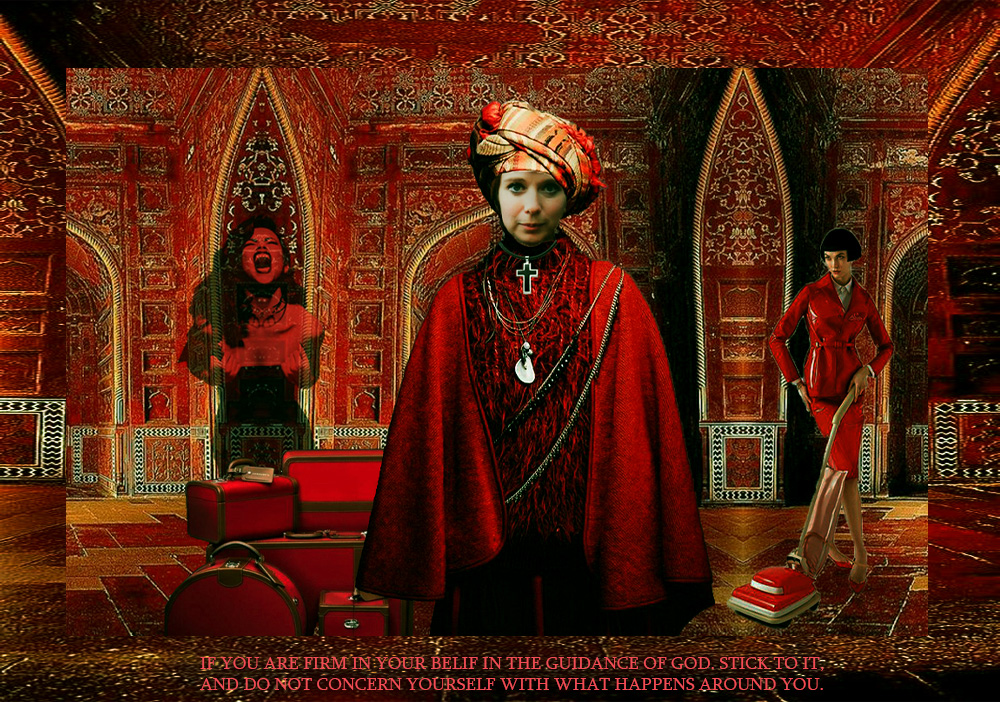 IF YOU ARE FIRM IN YOUR BELIF IN THE GUIDANCE OF GOD, STICK TO IT,
AND DO NOT CONCERN YOURSELF WITH WHAT HAPPENS AROUND YOU.